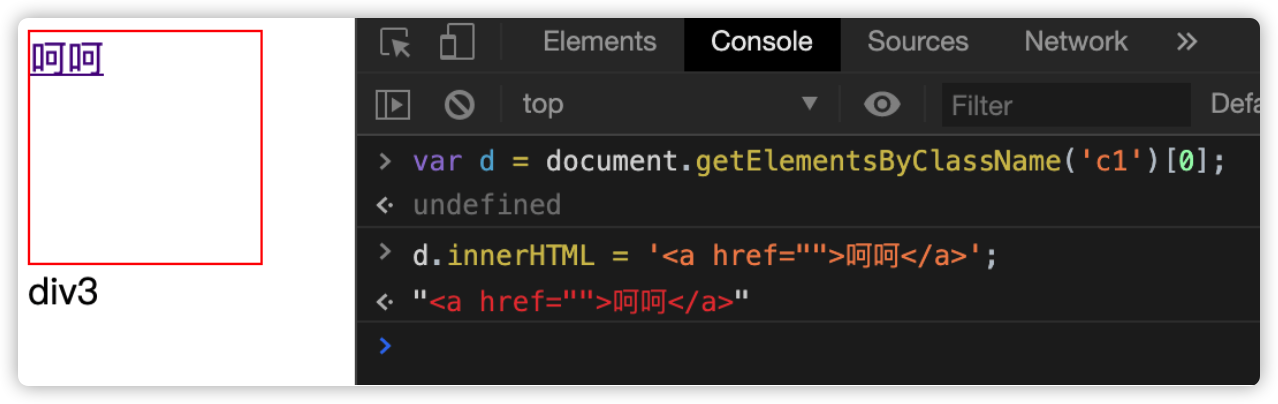 呵呵
div3
Elements Console Sources Network »
top ▼ Filter Defa
> var d = document.getElementsByClassName('c1')[0];
<· undefined
> d.innerHTML = '<a href="">呵呵</a>';
<· "<a href="">呵呵</a>"
>